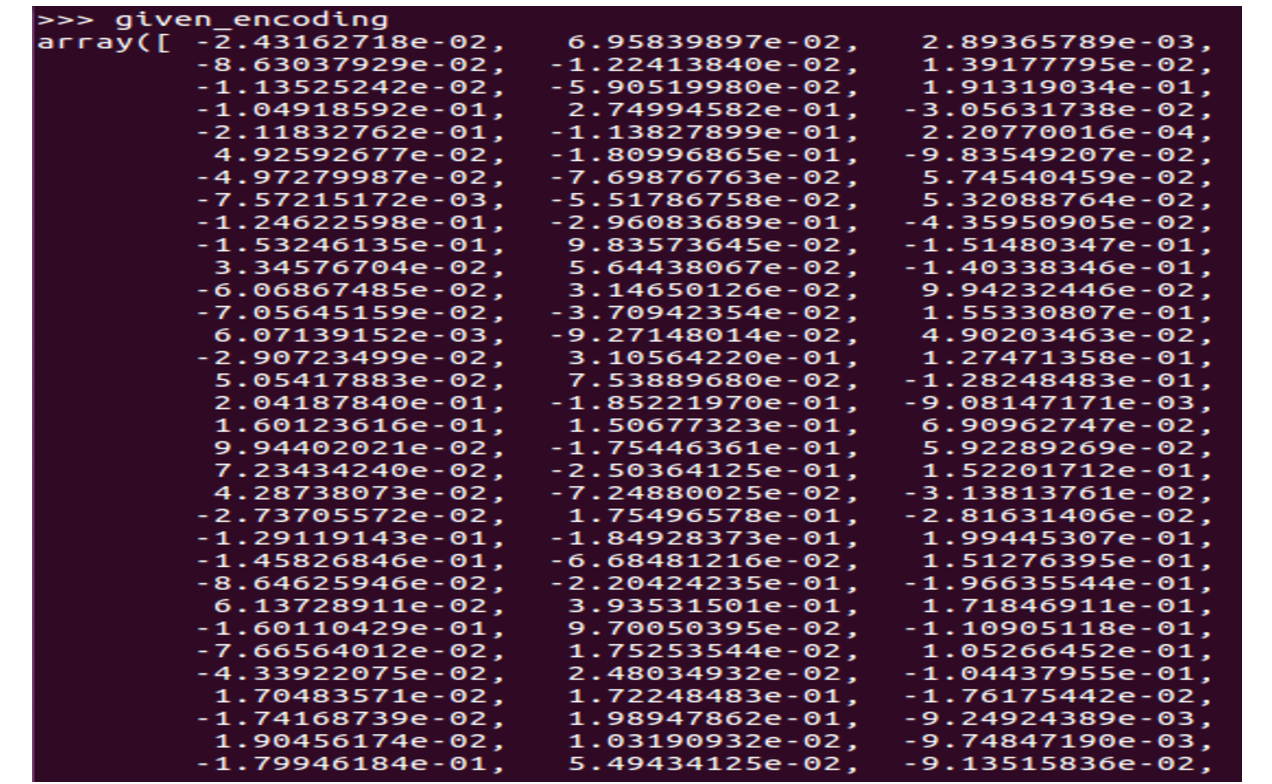 >>> given_encoding
array([ -2.43162718e-02,   6.95839897e-02,   2.89365789e-03,
        -8.63037929e-02,  -1.22413840e-02,   1.39177795e-02,
        -1.13525242e-02,  -5.90519980e-02,   1.91319034e-01,
        -1.04918592e-01,   2.74994582e-01,  -3.05631738e-02,
        -2.11832762e-01,  -1.13827899e-01,   2.20770016e-04,
         4.92592677e-02,  -1.80996865e-01,  -9.83549207e-02,
        -4.97279987e-02,  -7.69876763e-02,   5.74540459e-02,
        -7.57215172e-03,  -5.51786758e-02,   5.32088764e-02,
        -1.24622598e-01,  -2.96083689e-01,  -4.35950905e-02,
        -1.53246135e-01,   9.83573645e-02,  -1.51480347e-01,
         3.34576704e-02,   5.64438067e-02,  -1.40338346e-01,
        -6.06867485e-02,   3.14650126e-02,   9.94232446e-02,
        -7.05645159e-02,  -3.70942354e-02,   1.55330807e-01,
         6.07139152e-03,  -9.27148014e-02,   4.90203463e-02,
        -2.90723499e-02,   3.10564220e-01,   1.27471358e-01,
         5.05417883e-02,   7.53889680e-02,  -1.28248483e-01,
         2.04187840e-01,  -1.85221970e-01,  -9.08147171e-03,
         1.60123616e-01,   1.50677323e-01,   6.90962747e-02,
         9.94402021e-02,  -1.75446361e-01,   5.92289269e-02,
         7.23434240e-02,  -2.50364125e-01,   1.52201712e-01,
         4.28738073e-02,  -7.24880025e-02,  -3.13813761e-02,
        -2.73705572e-02,   1.75496578e-01,  -2.81631406e-02,
        -1.29119143e-01,  -1.84928373e-01,   1.99445307e-01,
        -1.45826846e-01,  -6.68481216e-02,   1.51276395e-01,
        -8.64625946e-02,  -2.20424235e-01,  -1.96635544e-01,
         6.13728911e-02,   3.93531501e-01,   1.71846911e-01,
        -1.60110429e-01,   9.70050395e-02,  -1.10905118e-01,
        -7.66564012e-02,   1.75253544e-02,   1.05266452e-01,
        -4.33922075e-02,   2.48034932e-02,  -1.04437955e-01,
         1.70483571e-02,   1.72248483e-01,  -1.76175442e-02,
        -1.74168739e-02,   1.98947862e-01,  -9.24924389e-03,
         1.90456174e-02,   1.03190932e-02,  -9.74847190e-03,
        -1.79946184e-01,   5.49434125e-02,  -9.13515836e-02,